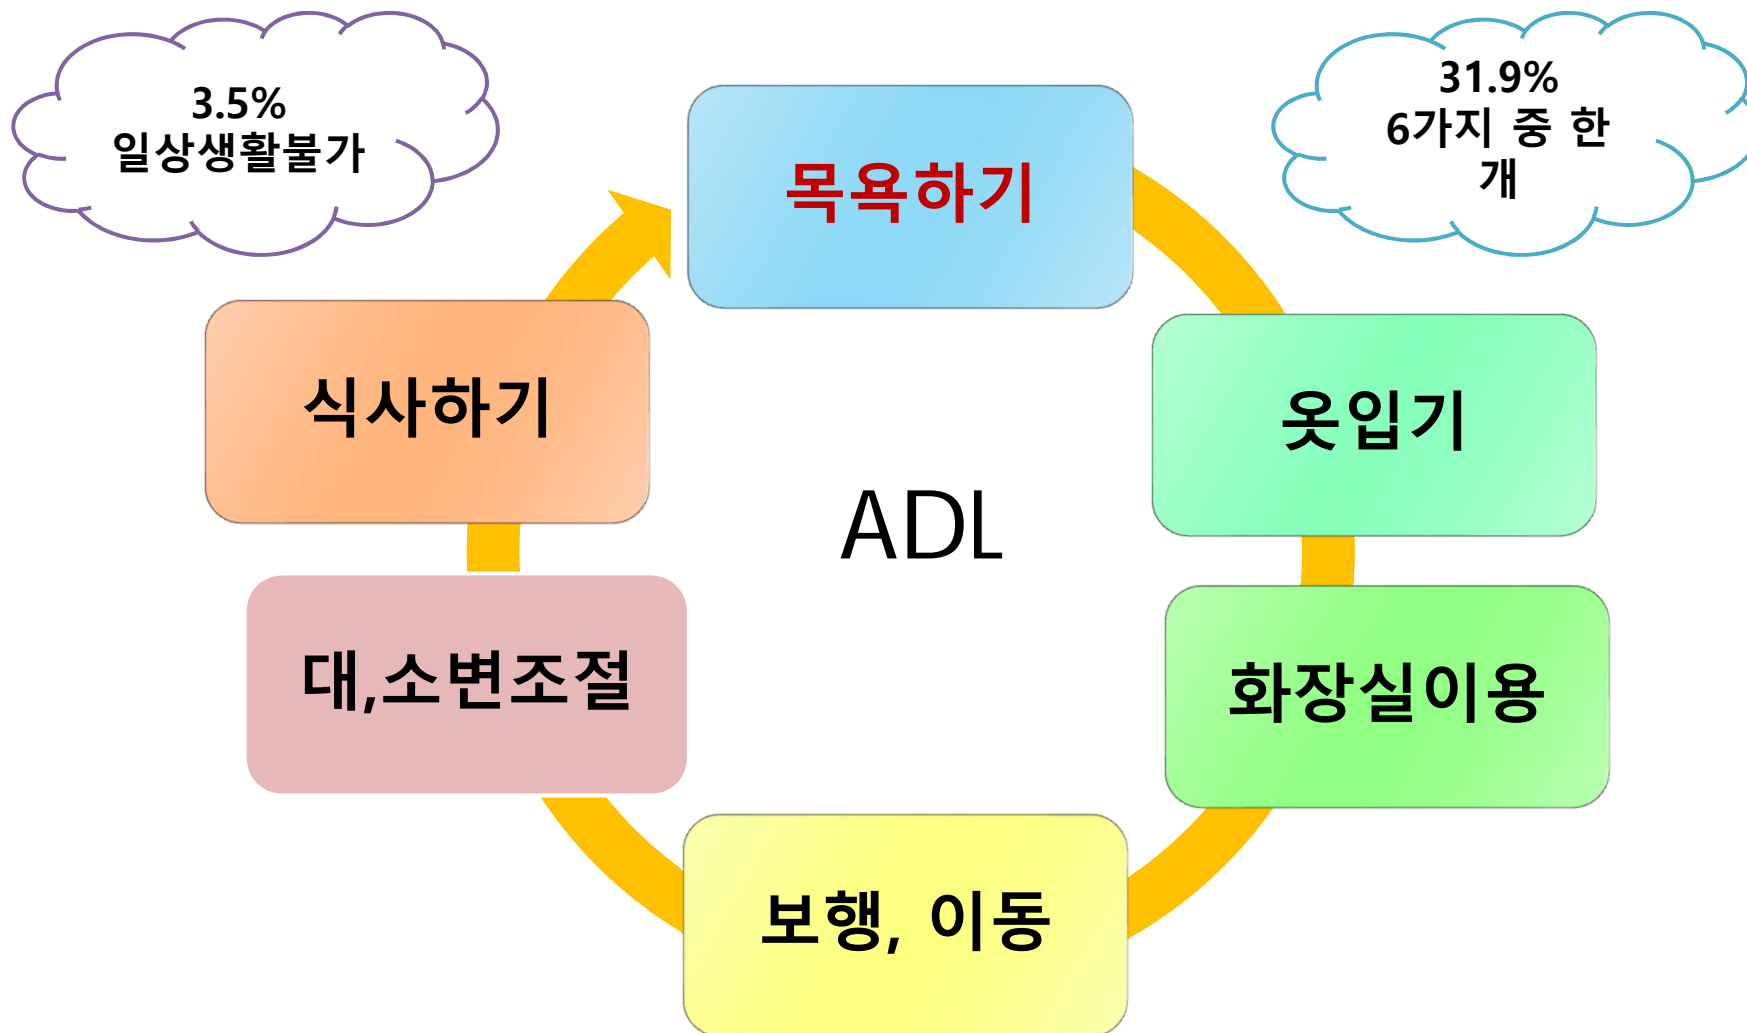 3.5%
일상생활불가
31.9%
6가지 중 한
개
목욕하기
식사하기
옷입기
ADL
대,소변조절
화장실이용
보행, 이동